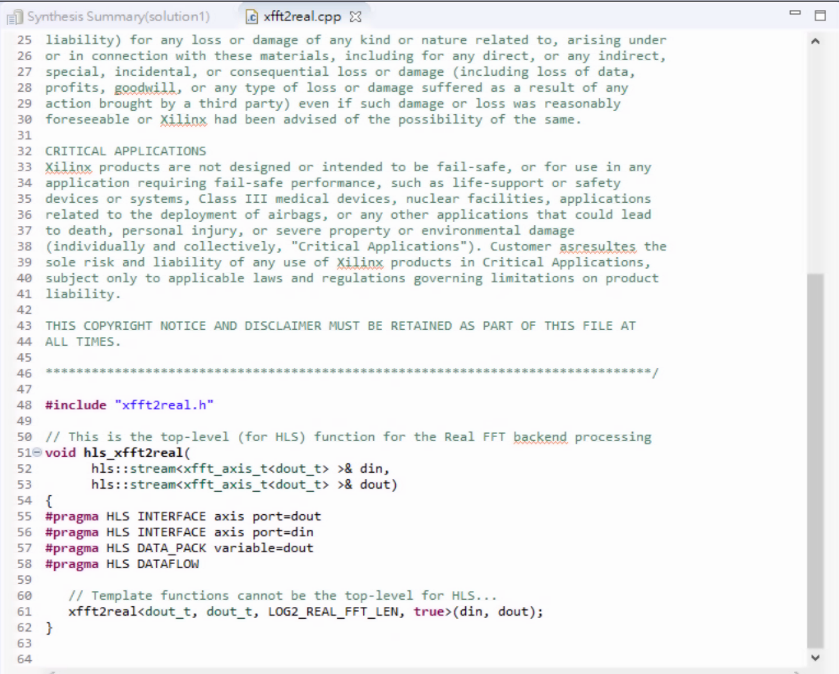 Synthesis Summary(solution1) xfft2real.cpp
25 liability) for any loss or damage of any kind or nature related to, arising under
26 or in connection with these materials, including for any direct, or any indirect,
27 special, incidental, or consequential loss or damage (including loss of data,
28 profits, goodwill, or any type of loss or damage suffered as a result of any
29 action brought by a third party) even if such damage or loss was reasonably
30 foreseeable or Xilinx had been advised of the possibility of the same.
31
32 CRITICAL APPLICATIONS
33 Xilinx products are not designed or intended to be fail-safe, or for use in any
34 application requiring fail-safe performance, such as life-support or safety
35 devices or systems, Class III medical devices, nuclear facilities, applications
36 related to the deployment of airbags, or any other applications that could lead
37 to death, personal injury, or severe property or environmental damage
38 (individually and collectively, "Critical Applications"). Customer asresultes the
39 sole risk and liability of any use of Xilinx products in Critical Applications,
40 subject only to applicable laws and regulations governing limitations on product
41 liability.
42
43 THIS COPYRIGHT NOTICE AND DISCLAIMER MUST BE RETAINED AS PART OF THIS FILE AT
44 ALL TIMES.
45
46 *******************************************************************************/
47
48 #include "xfft2real.h"
49
50 // This is the top-level (for HLS) function for the Real FFT backend processing
51 void hls_xfft2real(
52 hls::stream<xfft_axis_t<dout_t> >& din,
53 hls::stream<xfft_axis_t<dout_t> >& dout)
54 {
55 #pragma HLS INTERFACE axis port=dout
56 #pragma HLS INTERFACE axis port=din
57 #pragma HLS DATA_PACK variable=dout
58 #pragma HLS DATAFLOW
59
60 // Template functions cannot be the top-level for HLS...
61 xfft2real<dout_t, dout_t, LOG2_REAL_FFT_LEN, true>(din, dout);
62 }
63
64